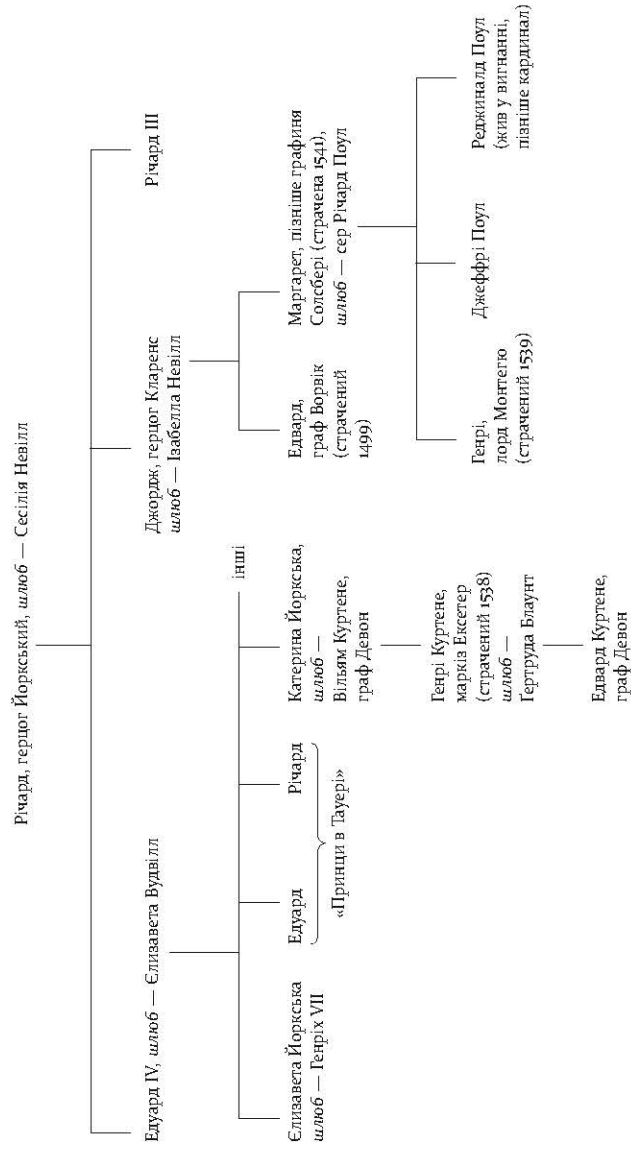 Річард, герцог Йоркський, шлюб — Сесілія Невілл
Едуард IV, шлюб — Єлизавета Вудвілл
Джордж, герцог Кларенс
шлюб — Ізабелла Невілл
Річард III
Єлизавета Йоркська
шлюб — Генріх VII
Едуард
Річард
«Принци в Тауері»
Катерина Йоркська,
шлюб —
Вільям Куртене,
граф Девон
інші
Едвард,
граф Ворвік
(страчений
1499)
Маргарет, пізніше графиня
Солсбері (страчена 1541),
шлюб — сер Річард Поул
Генрі Куртене,
маркіз Ексетер
(страчений 1538)
шлюб —
Ґертруда Блаунт
Едвард Куртене,
граф Девон
Генрі,
лорд Монтегю
(страчений 1539)
Джеффрі Поул
Реджиналд Поул
(жив у вигнанні,
пізніше кардинал)